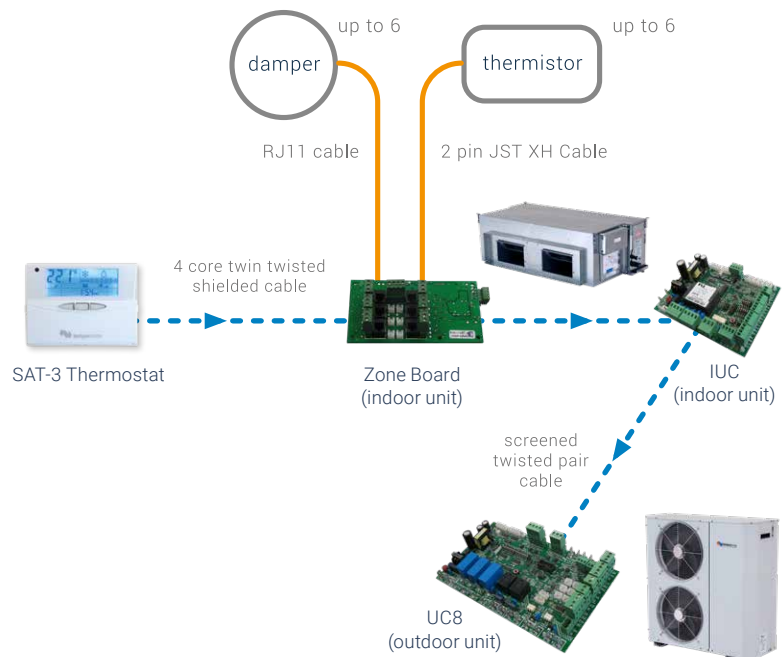 up to 6
damper
up to 6
thermistor
RJ11 cable
2 pin JST XH Cable
4 core twin twisted
shielded cable
22.1°
SAT-3 Thermostat
Zone Board
(indoor unit)
IUC
(indoor unit)
screened
twisted pair
cable
UC8
(outdoor unit)